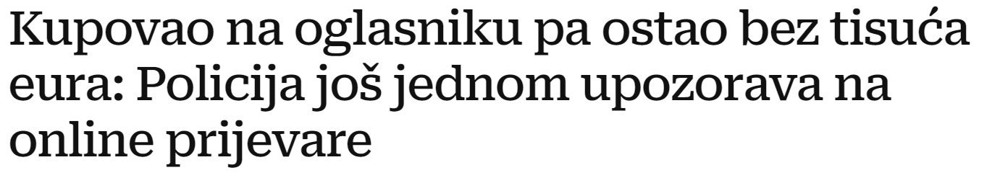 Kupovao na oglasniku pa ostao bez tisuća
eura: Policija još jednom upozorava na
online prijevare